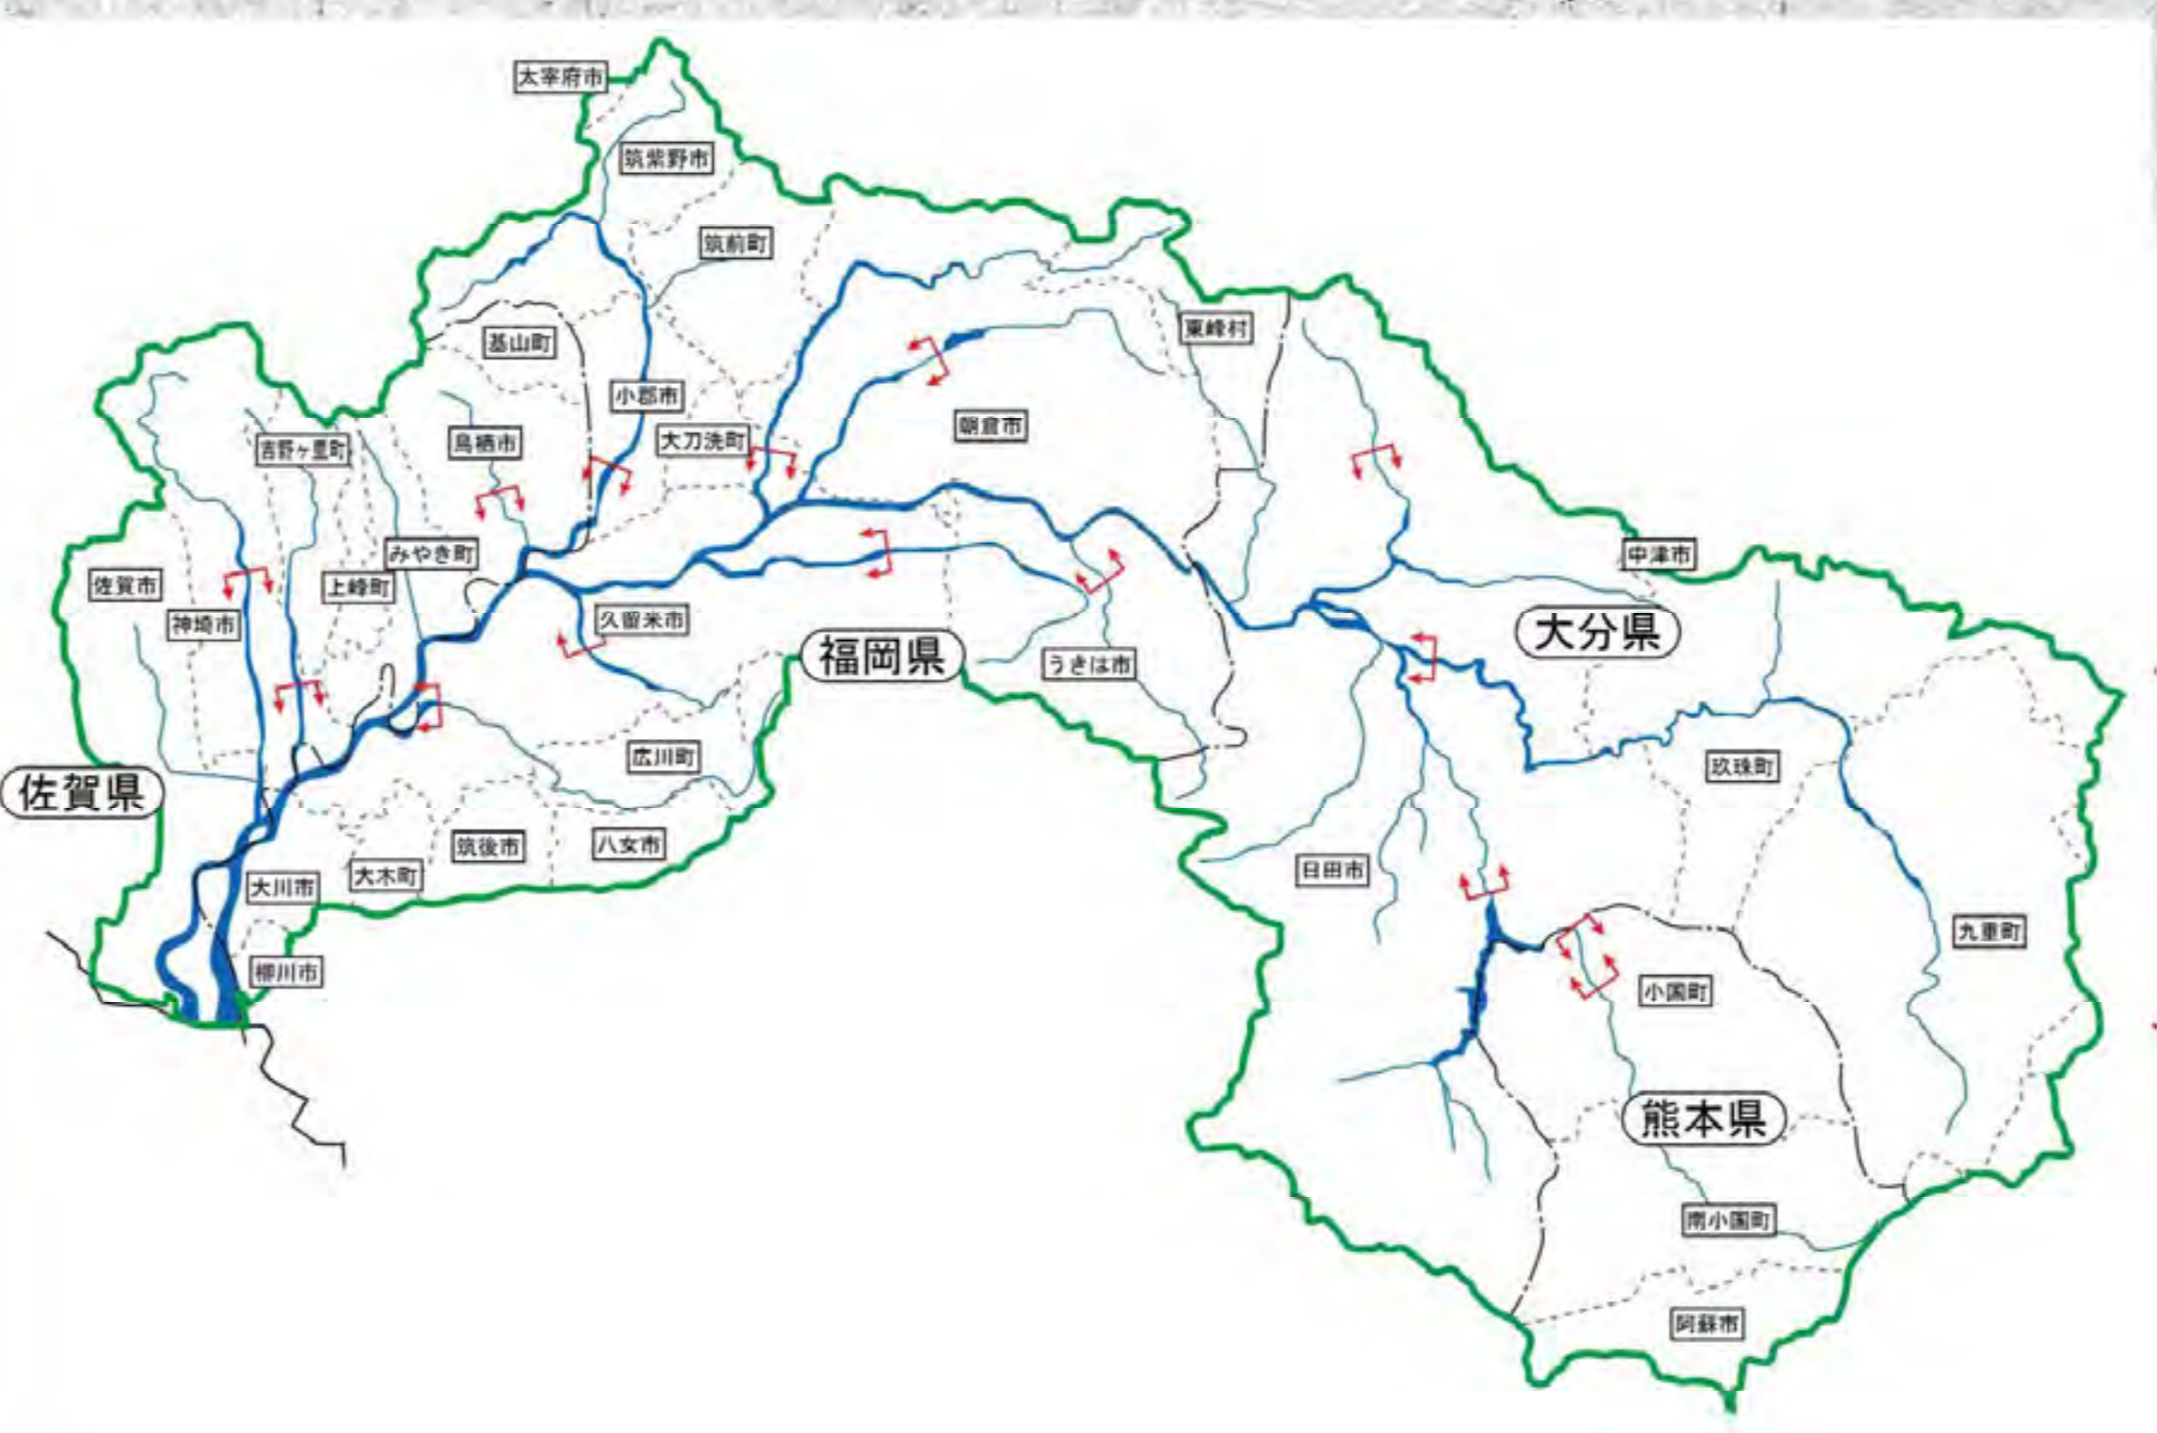 太宰府市
筑紫野市
筑前町
基山町
東峰村
小郡市
朝倉市
大刀洗町
鳥栖市
吉野ヶ里町
みやき町
中津市
佐賀市
上峰町
神埼市
久留米市
大分県
福岡県
うきは市
広川町
玖珠町
佐賀県
筑後市
八女市
日田市
大木町
大川市
九重町
柳川市
小国町
熊本県
南小国町
阿蘇市